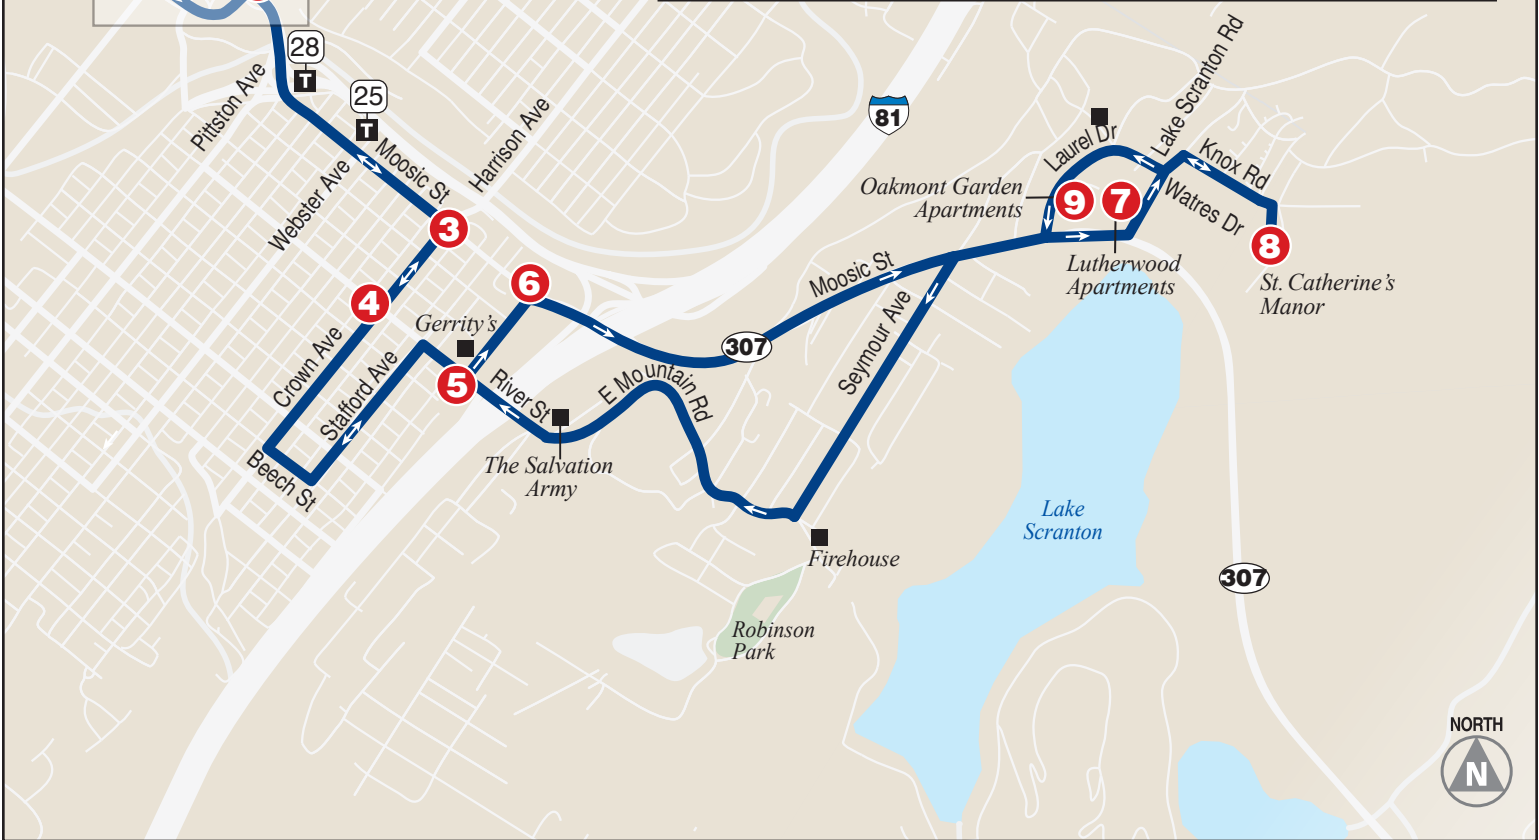 28
T
Pittston Ave
25
T
Harrison Ave
Moosic St
Webster Ave
81
Lake Scranton Rd
Laurel Dr
Knox Rd
Oakmont Garden
Apartments
9
7
Watres Dr
3
8
Lutherwood
Apartments
St. Catherine's
Manor
Moosic St
6
4
Gerrity's
307
Seymour Ave
Crown Ave
Stafford Ave
5
River St
E Mountain Rd
Beech St
The Salvation
Army
Lake
Scranton
Firehouse
307
Robinson
Park
NORTH
N